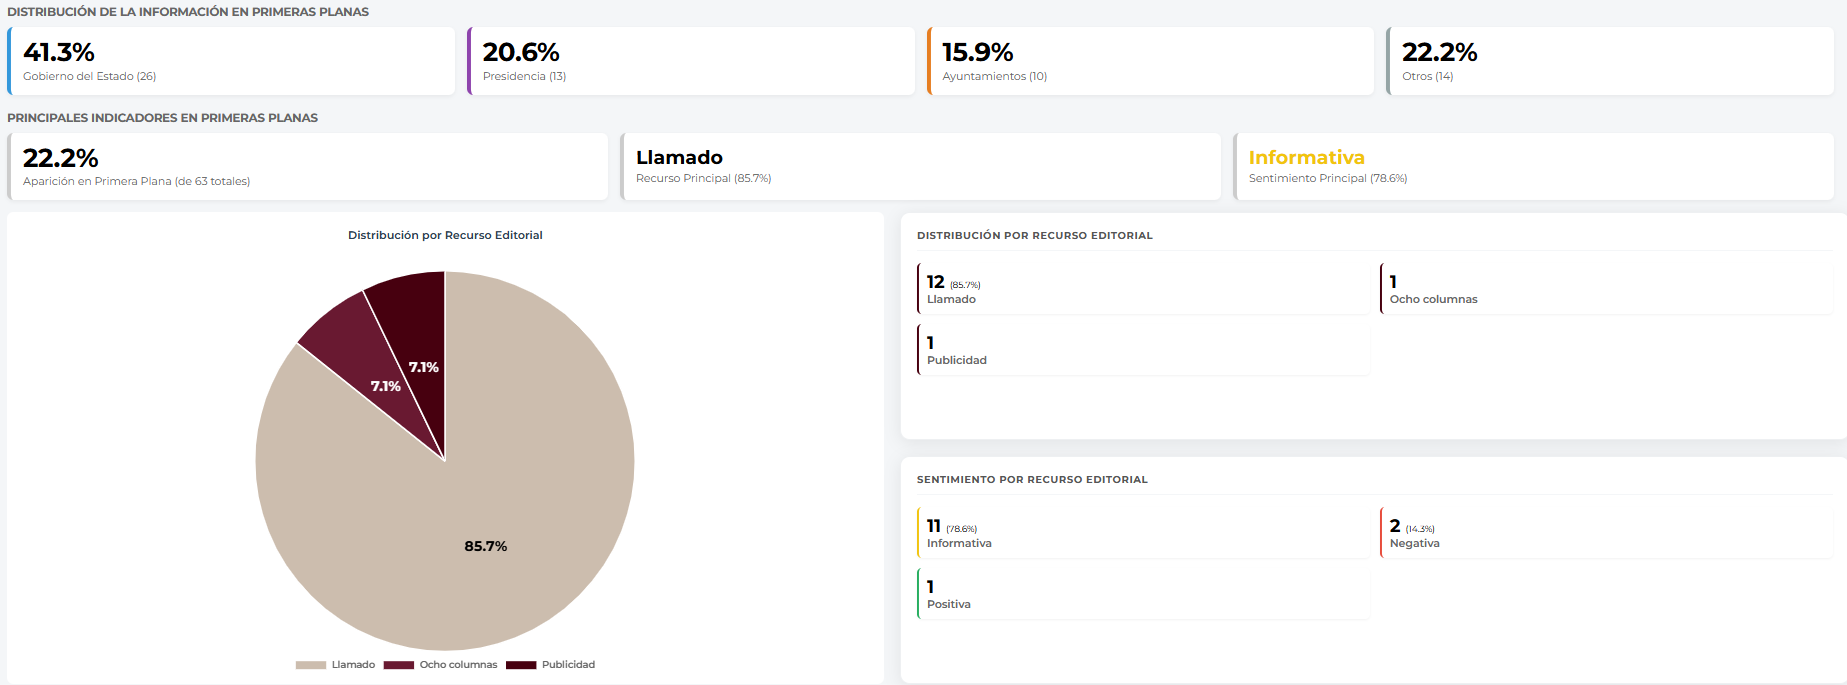 DISTRIBUCIÓN DE LA INFORMACIÓN EN PRIMERAS PLANAS
41.3%
Gobierno del Estado (26)
20.6%
Presidencia (13)
15.9%
Ayuntamientos (10)
22.2%
Otros (14)
PRINCIPALES INDICADORES EN PRIMERAS PLANAS
22.2%
Aparición en Primera Plana (de 63 totales)
Llamado
Recurso Principal (85.7%)
Informativa
Sentimiento Principal (78.6%)
Distribución por Recurso Editorial
7.1%
7.1%
85.7%
Llamado
Ocho columnas
Publicidad
DISTRIBUCIÓN POR RECURSO EDITORIAL
12 (85.7%)
Llamado
1
Ocho columnas
1
Publicidad
SENTIMIENTO POR RECURSO EDITORIAL
11 (78.6%)
Informativa
2 (14.3%)
Negativa
1
Positiva